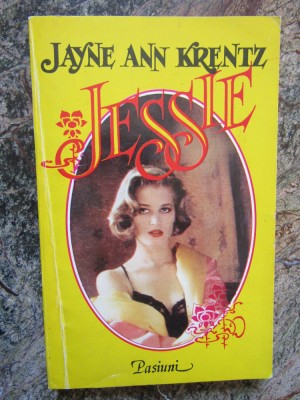 JAYNE ANN KRENTZ
JESSIE
Pasiuni